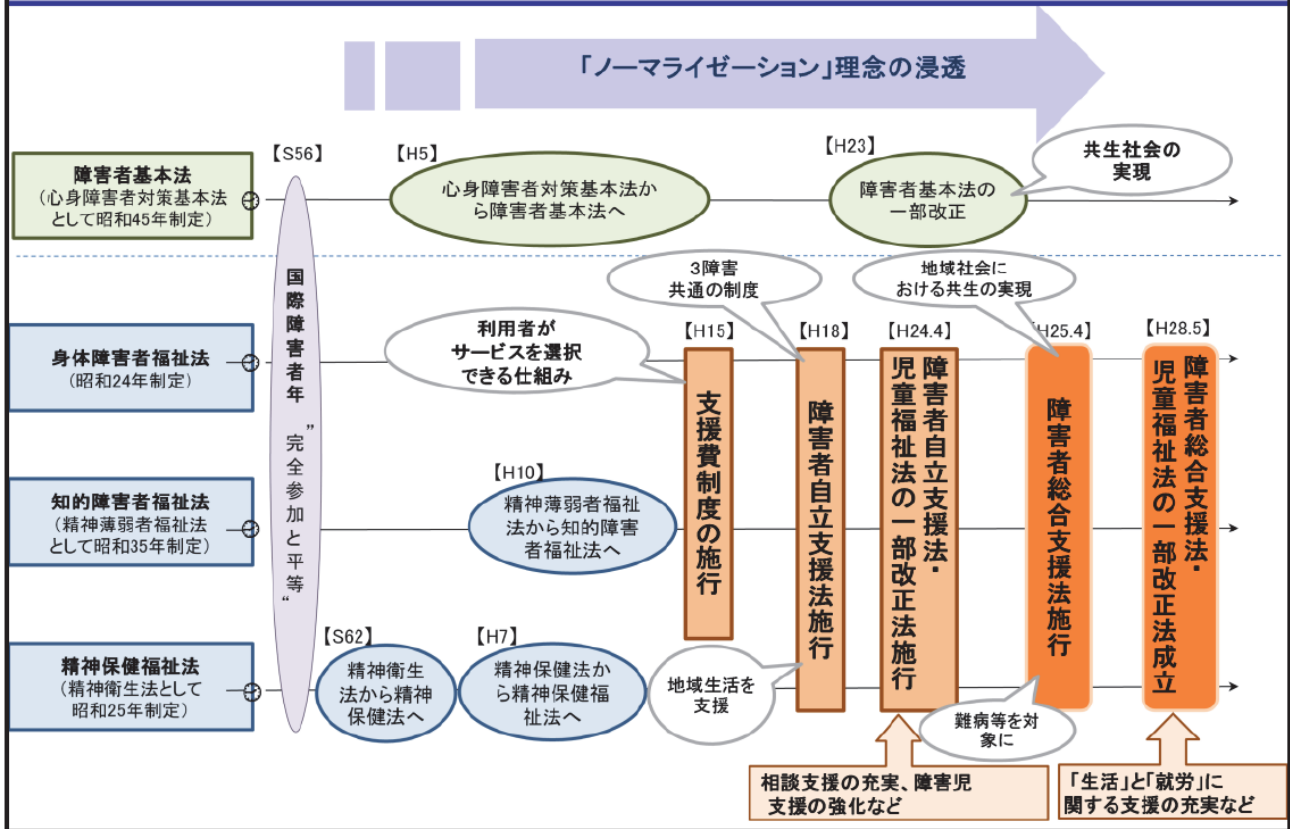 「ノーマライゼーション」理念の浸透
障害者基本法
(心身障害者対策基本法
として昭和45年制定)
【S56】
【H5】
心身障害者対策基本法か
ら障害者基本法へ
【H23】
障害者基本法の
一部改正
共生社会の
実現
国際障害者年 “完全参加と平等“
身体障害者福祉法
(昭和24年制定)
利用者が
サービスを選択
できる仕組み
3障害
共通の制度
地域社会に
おける共生の実現
【H15】
支援費制度の施行
【H18】
障害者自立支援法施行
【H24.4】
障害者自立支援法・
児童福祉法の一部改正法施行
【H25.4】
障害者総合支援法施行
【H28.5】
障害者総合支援法・
児童福祉法の一部改正法成立
知的障害者福祉法
(精神薄弱者福祉法
として昭和35年制定)
【H10】
精神薄弱者福祉
法から知的障害
者福祉法へ
精神保健福祉法
(精神衛生法として
昭和25年制定)
【S62】
精神衛生
法から精神
保健法へ
【H7】
精神保健法か
ら精神保健福
祉法へ
地域生活を
支援
難病等を対
象に
相談支援の充実、障害児
支援の強化など
「生活」と「就労」に
関する支援の充実など